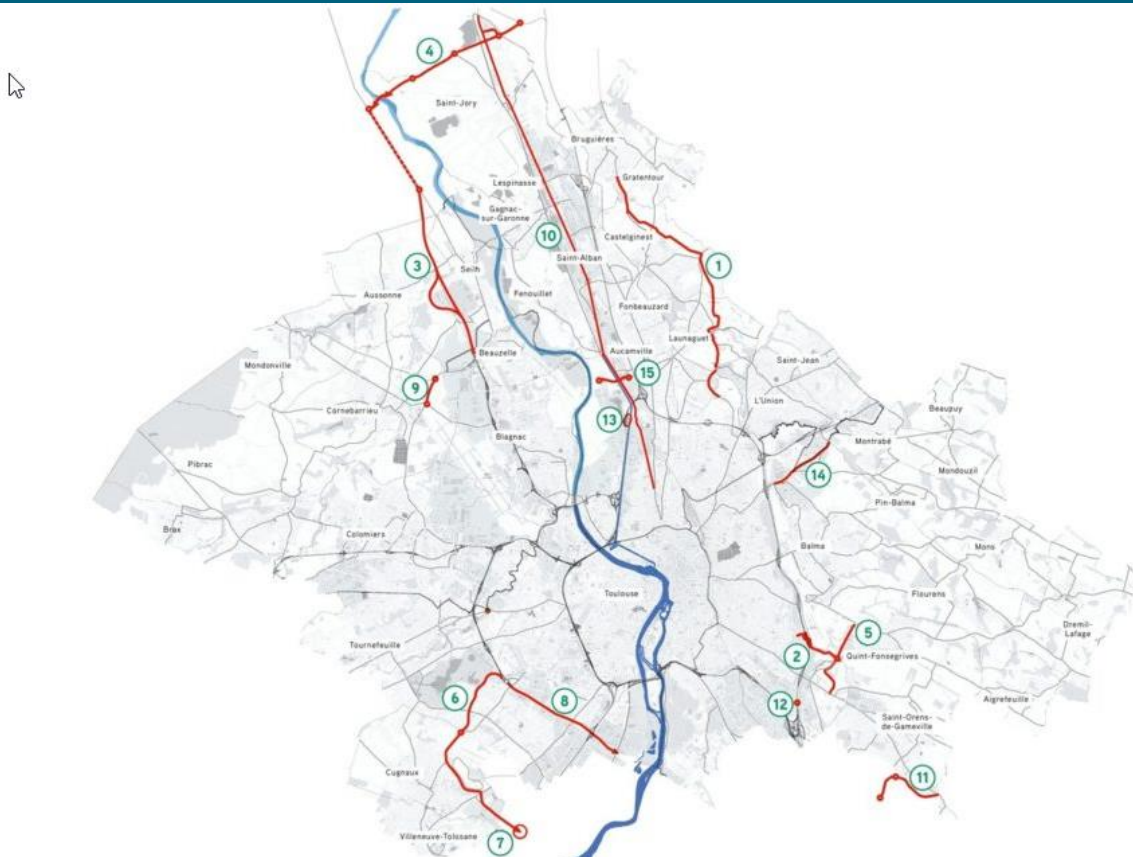 4
Saint-Jory
Bruguières
Lespinasse
Gratentour
Gagnac-
sur-Garonne
10
Castelginest
Saint-Alban
1
3
Seilh
Aussonne
Fenouillet
Fonbeauzard
Launaguet
Beauzelle
Aucamville
Saint-Jean
Mondonville
15
9
L'Union
Cornebarrieu
13
Beaupuy
Blagnac
Montrabé
Pibrac
14
Mondouzil
Pin-Balma
Brax
Colomiers
Balma
Mons
Toulouse
Flourens
Dremil-
Lafage
Tournefeuille
2
5
Quint-Fonsegrives
6
8
12
Aigrefeuille
Saint-Orens-
de-Gameville
Cugnaux
11
Villeneuve-Tolosane
7